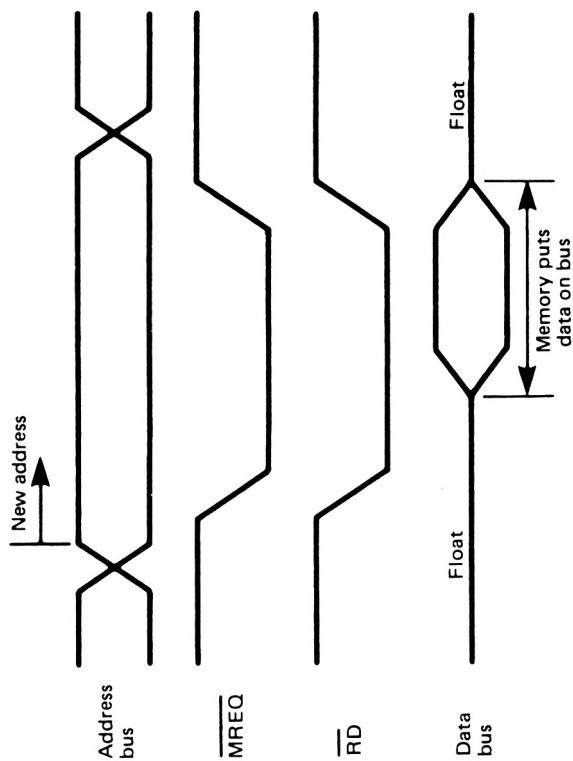 New address
Address
bus
MREQ
RD
Data
bus
Float
Float
Memory puts
data on bus